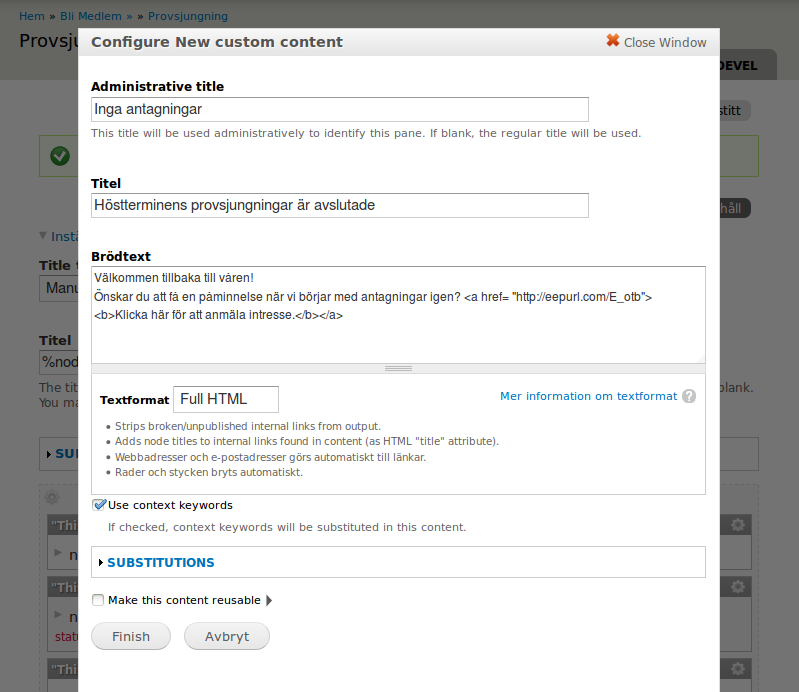 Hem » Bli Medlem » » Provsjungning
Provsju
Configure New custom content
Close Window
DEVEL
titt
Administrative title
Inga antagningar
This title will be used administratively to identify this pane. If blank, the regular title will be used.
Titel
Höstterminens provsjungningar är avslutade
håll
Instä
Brödtext
Title t
Välkommen tillbaka till våren!
Manu
Önskar du att få en påminnelse när vi börjar med antagningar igen? <a href= "http://eepurl.com/E_otb">
<b>Klicka här för att anmäla intresse.</b></a>
Titel
%nod
The tit
blank.
You ma
Textformat Full HTML
Mer information om textformat ?
• Strips broken/unpublished internal links from output.
• Adds node titles to internal links found in content (as HTML "title" attribute).
• Webbadresser och e-postadresser görs automatiskt till länkar.
• Rader och stycken bryts automatiskt.
SUB
Use context keywords
If checked, context keywords will be substituted in this content.
"Thi
n
SUBSTITUTIONS
"Thi
n
statu
Make this content reusable
Finish
Avbryt
"Thi